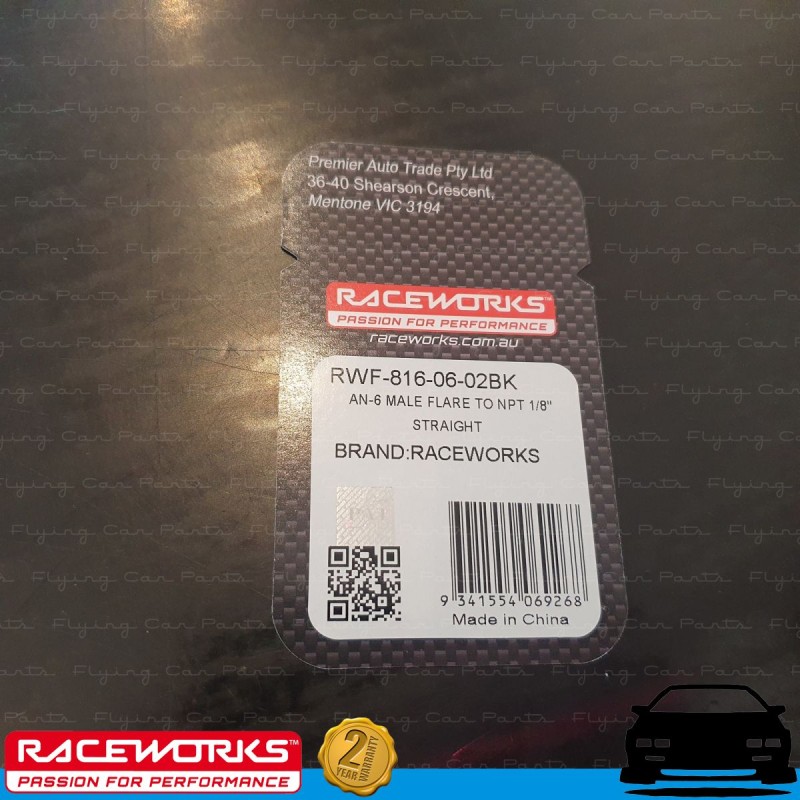 Flying Car Parts
Premier Auto Trade Pty.Ltd
36-40 Shearson Crescent,
Mentone VIC 3194
RACEWORKS™
PASSION FOR PERFORMANCE
raceworks.com.au
RWF-816-06-02BK
AN-6 MALE FLARE TO NPT 1/8"
STRAIGHT
BRAND:RACEWORKS
PAT
9 341554 069268
Made in China
RACEWORKS™
PASSION FOR PERFORMANCE
2
YEAR WARRANTY